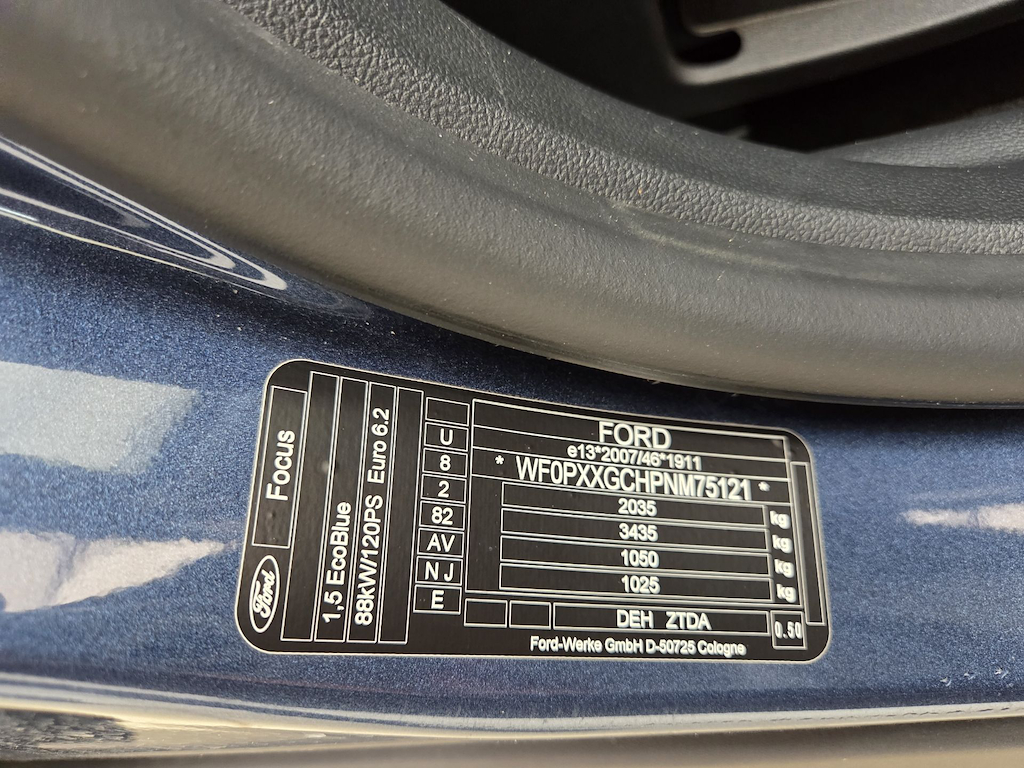 Ford
Focus
1,5 EcoBlue
88kW/120PS Euro 6.2
U
8
2
82
AV
N J
E
FORD
e13*2007/46*1911
* WF0PXXGCHPNM75121 *
2035 kg
3435 kg
1050 kg
1025 kg
DEH ZTDA
0.50
Ford-Werke GmbH D-50725 Cologne